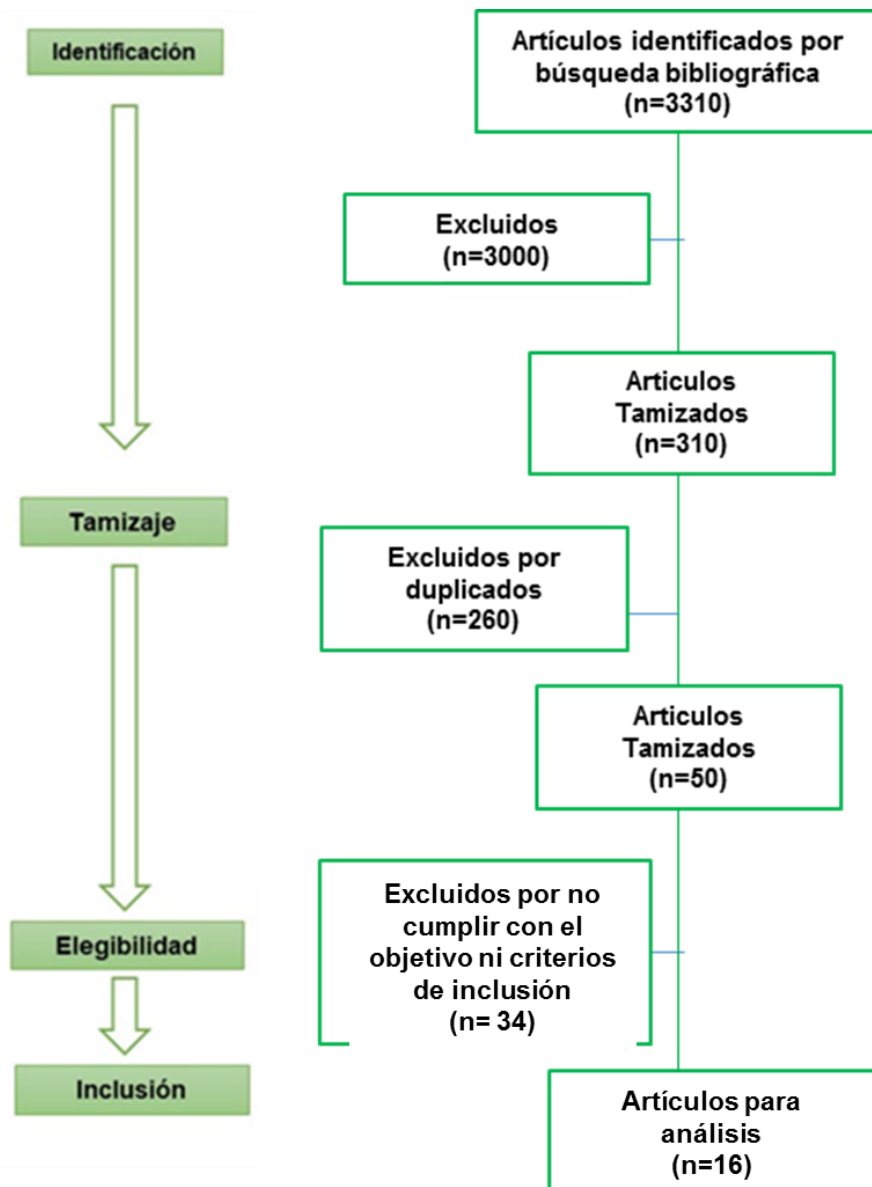 Identificación
Artículos identificados por
búsqueda bibliográfica
(n=3310)
Excluidos
(n=3000)
Articulos
Tamizados
(n=310)
Tamizaje
Excluidos por
duplicados
(n=260)
Articulos
Tamizados
(n=50)
Excluidos por no
cumplir con el
objetivo ni criterios
de inclusión
(n= 34)
Elegibilidad
Inclusión
Artículos para
análisis
(n=16)